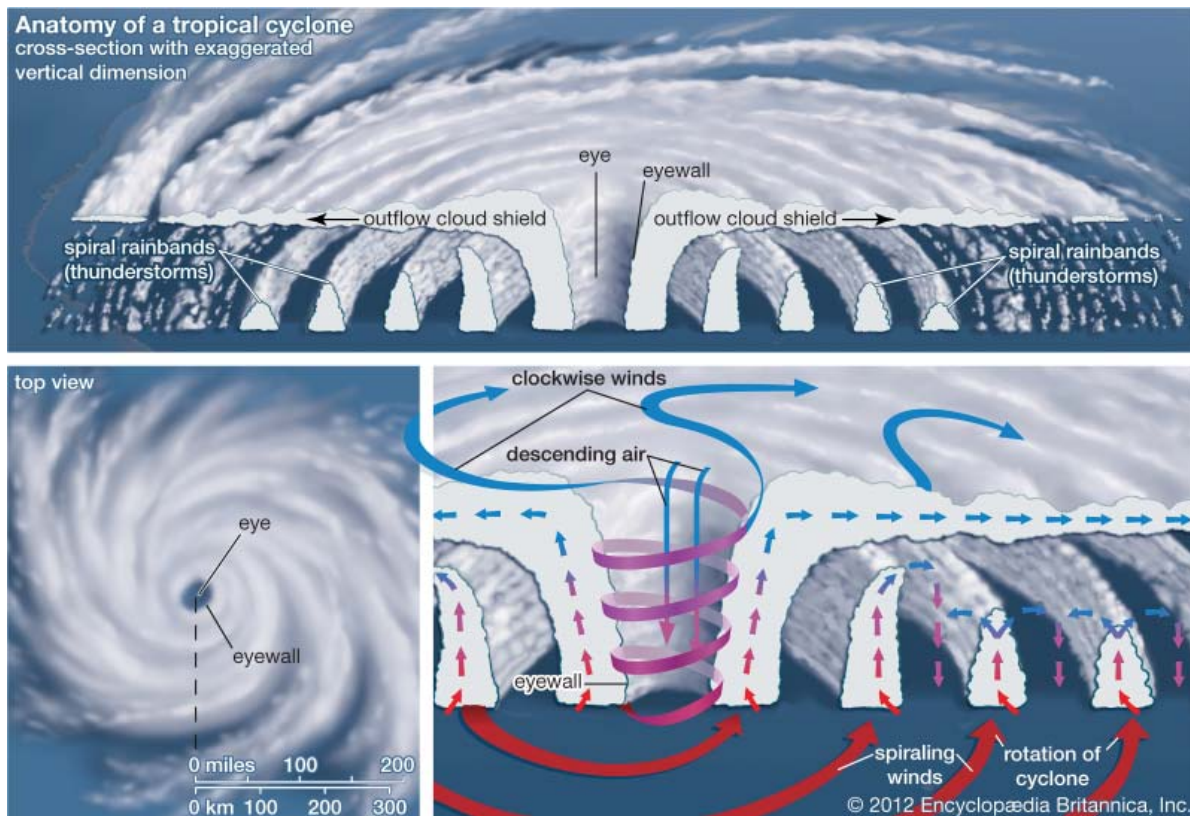 Anatomy of a tropical cyclone
cross-section with exaggerated
vertical dimension
eye
eyewall
outflow cloud shield
outflow cloud shield
spiral rainbands
(thunderstorms)
spiral rainbands
(thunderstorms)
top view
eye
eyewall
0 miles 100 200
0 km 100 200 300
clockwise winds
descending air
eyewall
spiraling
winds
rotation of
cyclone
© 2012 Encyclopædia Britannica, Inc.